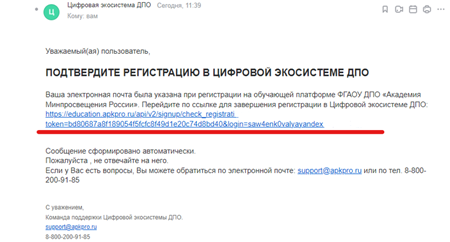 Ц
Цифровая экосистема ДПО Сегодня, 11:39
Кому: вам
Уважаемый(ая) пользователь,
ПОДТВЕРДИТЕ РЕГИСТРАЦИЮ В ЦИФРОВОЙ ЭКОСИСТЕМЕ ДПО
Ваша электронная почта была указана при регистрации на обучающей платформе ФГАОУ ДПО «Академия
Минпросвещения России». Перейдите по ссылке для завершения регистрации в Цифровой экосистеме ДПО:
https://education.apkpro.ru/api/v2/signup/check_registrati
token=bd80687a8f189054f5fcfc8f49d1e20c74d8bd40&login=saw4enk0valyavandex
Сообщение сформировано автоматически.
Пожалуйста , не отвечайте на него.
Если у Вас есть вопросы, Вы можете обратиться по электронной почте: support@apkpro.ru или по тел. 8-800-
200-91-85
С уважением,
Команда поддержки Цифровой экосистемы ДПО.
support@apkpro.ru
8-800-200-91-85